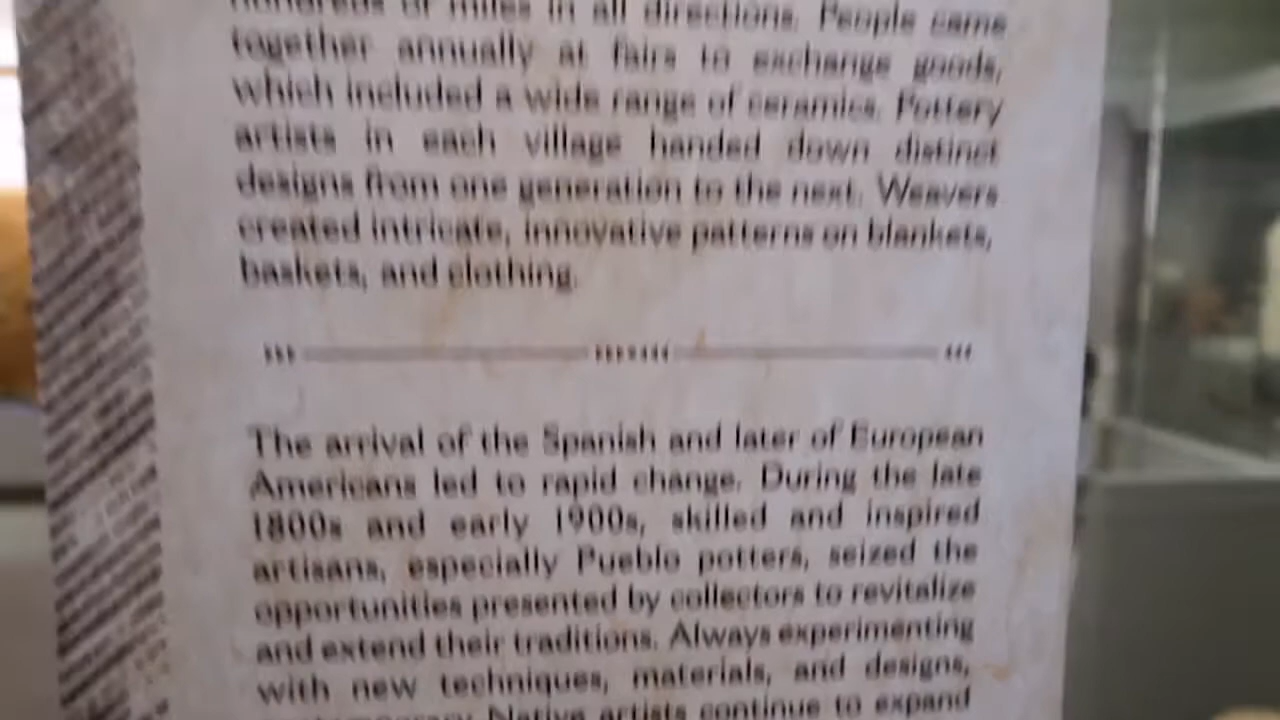 hundreds of miles in all directions. People came
together annually at fairs to exchange goods,
which included a wide range of ceramics. Pottery
artists in each village handed down distinct
designs from one generation to the next. Weavers
created intricate, innovative patterns on blankets,
baskets, and clothing.
The arrival of the Spanish and later of European
Americans led to rapid change. During the late
1800s and early 1900s, skilled and inspired
artisans, especially Pueblo potters, seized the
opportunities presented by collectors to revitalize
and extend their traditions. Always experimenting
with new techniques, materials, and designs,
Native artists continue to expand